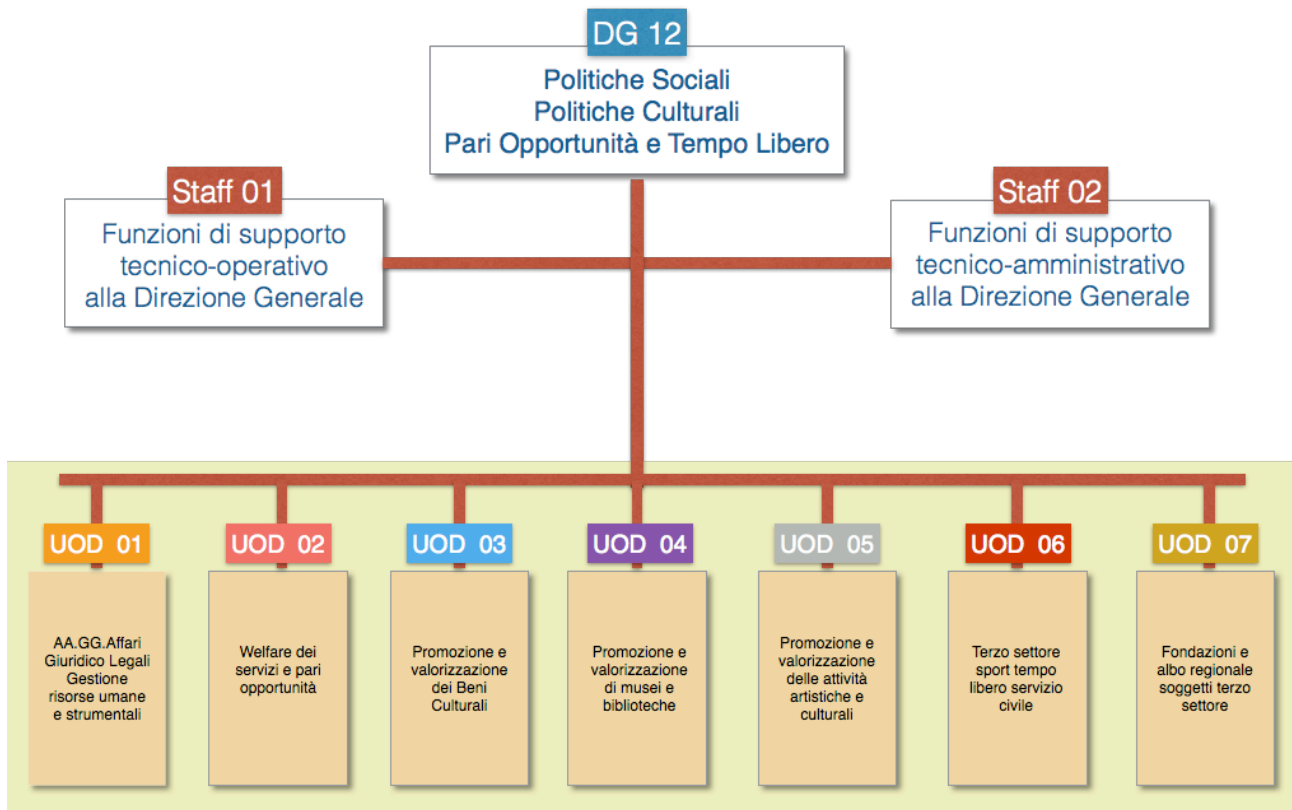 DG 12
Politiche Sociali
Politiche Culturali
Pari Opportunità e Tempo Libero
Staff 01
Funzioni di supporto
tecnico-operativo
alla Direzione Generale
Staff 02
Funzioni di supporto
tecnico-amministrativo
alla Direzione Generale
UOD 01
AA.GG.Affari
Giuridico Legali
Gestione
risorse umane
e strumentali
UOD 02
Welfare dei
servizi e pari
opportunità
UOD 03
Promozione e
valorizzazione
dei Beni
Culturali
UOD 04
Promozione e
valorizzazione
di musei e
biblioteche
UOD 05
Promozione e
valorizzazione
delle attività
artistiche e
culturali
UOD 06
Terzo settore
sport tempo
libero servizio
civile
UOD 07
Fondazioni e
albo regionale
soggetti terzo
settore